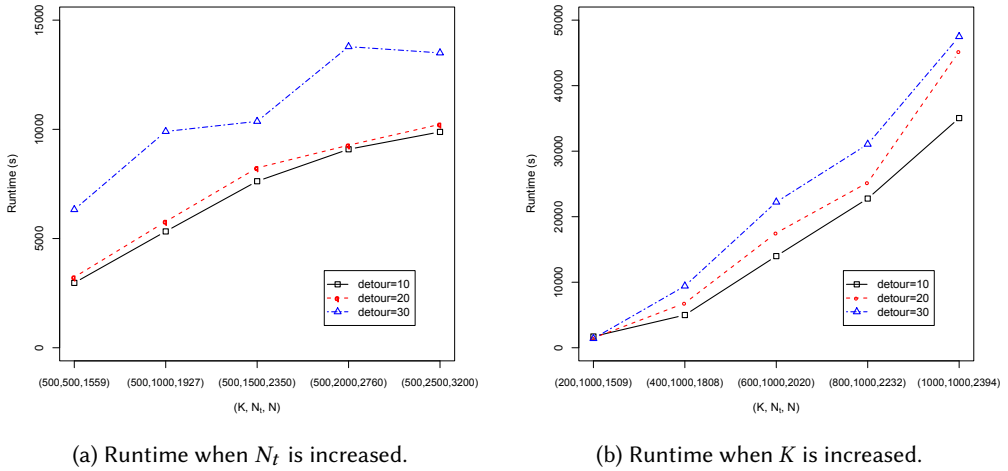 15000
10000
5000
0
Runtime (s)
detour=10
detour=20
detour=30
(500,500,1559) (500,1000,1927) (500,1500,2350) (500,2000,2760) (500,2500,3200)
(K, Nₜ, N)
(a) Runtime when Nₜ is increased.
50000
40000
30000
20000
10000
0
Runtime (s)
detour=10
detour=20
detour=30
(200,1000,1509) (400,1000,1808) (600,1000,2020) (800,1000,2232) (1000,1000,2394)
(K, Nₜ, N)
(b) Runtime when K is increased.